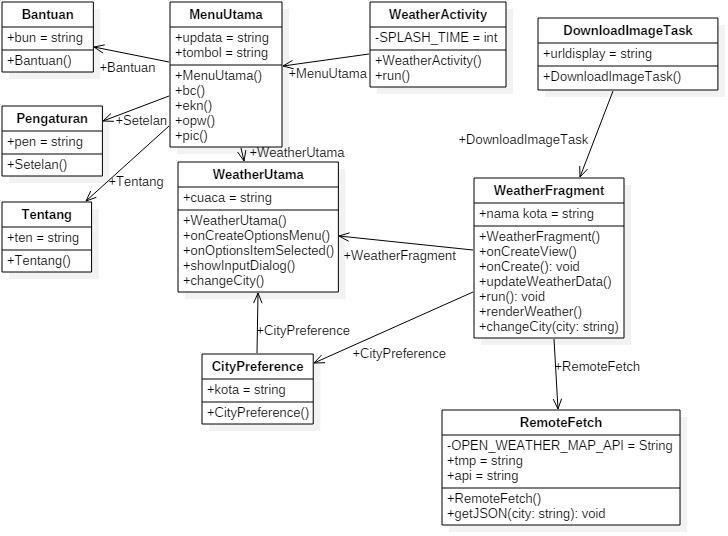 Bantuan
+bun = string
+Bantuan()
MenuUtama
+updata = string
+tombol = string
+MenuUtama()
+bc()
+ekn()
+opw()
+pic()
WeatherActivity
-SPLASH_TIME = int
+WeatherActivity()
+run()
DownloadImageTask
+urldisplay = string
+DownloadImageTask()
+Bantuan
+MenuUtama
Pengaturan
+pen = string
+Setelan()
+Setelan
+DownloadImageTask
+WeatherUtama
+Tentang
Tentang
+ten = string
+Tentang()
WeatherUtama
+cuaca = string
+WeatherUtama()
+onCreateOptionsMenu()
+onOptionsItemSelected()
+showInputDialog()
+changeCity()
WeatherFragment
+nama kota = string
+WeatherFragment()
+onCreateView()
+onCreate(): void
+updateWeatherData()
+run(): void
+renderWeather()
+changeCity(city: string)
+WeatherFragment
+CityPreference
+CityPreference
+RemoteFetch
CityPreference
+kota = string
+CityPreference()
RemoteFetch
-OPEN_WEATHER_MAP_API = String
+tmp = string
+api = string
+RemoteFetch()
+getJSON(city: string): void